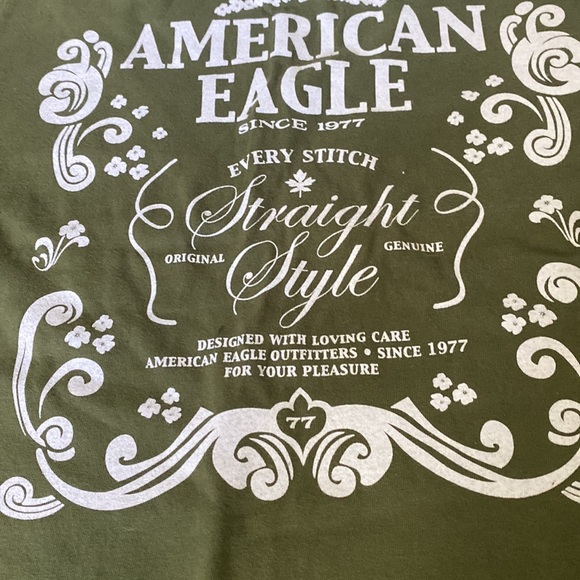 AMERICAN
EAGLE
SINCE 1977
EVERY STITCH
Straight
ORIGINAL
GENUINE
Style
DESIGNED WITH LOVING CARE
AMERICAN EAGLE OUTFITTERS • SINCE 1977
FOR YOUR PLEASURE
77